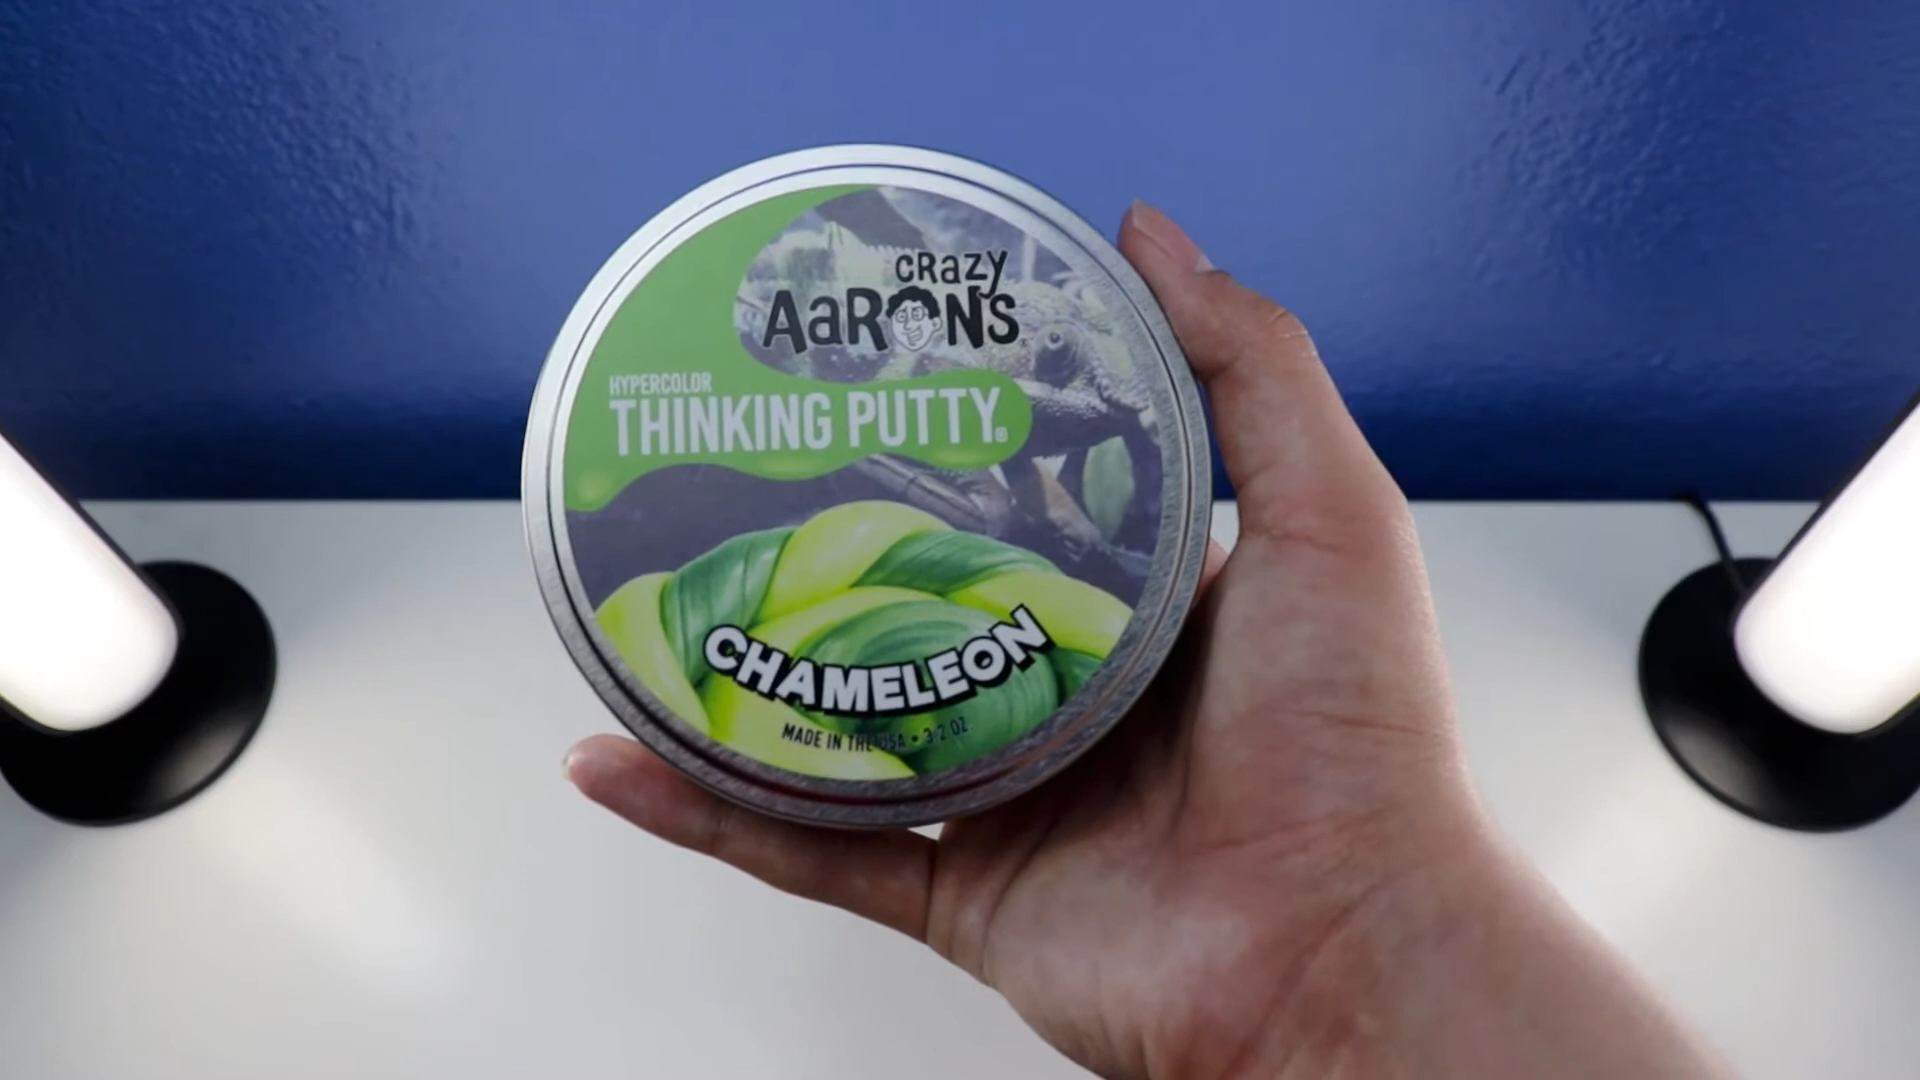 CRaZY
AaRONS
HYPERCOLOR
THINKING PUTTY®
CHAMELEON
MADE IN THE USA • 3.2 OZ.